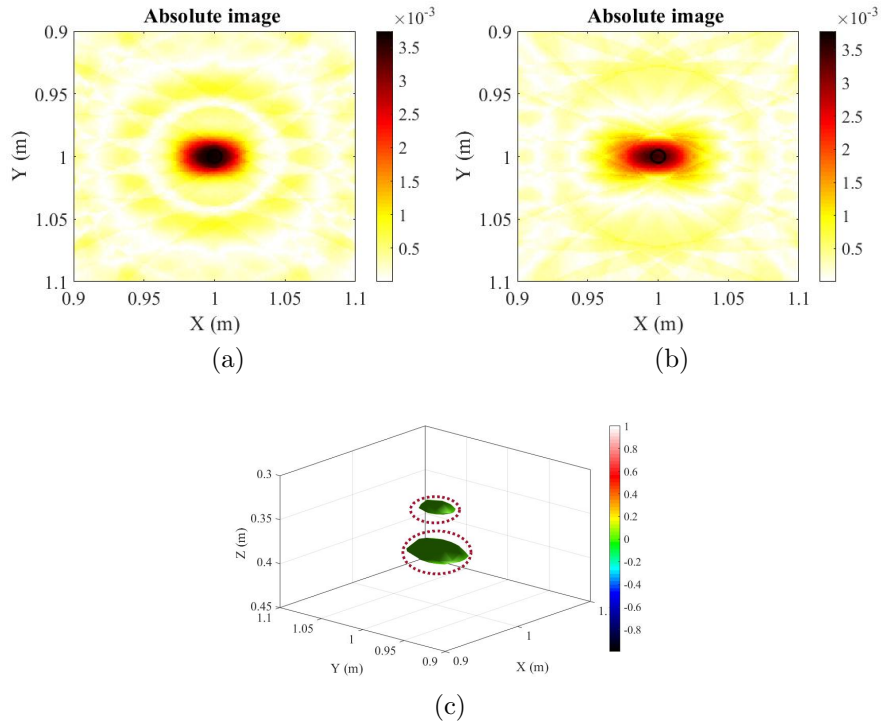 Absolute image
×10⁻³
0.9
0.95
1
1.05
1.1
Y (m)
0.9 0.95 1 1.05 1.1
X (m)
3.5
3
2.5
2
1.5
1
0.5
(a)
Absolute image
×10⁻³
0.9
0.95
1
1.05
1.1
Y (m)
0.9 0.95 1 1.05 1.1
X (m)
3.5
3
2.5
2
1.5
1
0.5
(b)
0.3
0.35
0.4
0.45
Z (m)
1.1 1.05 1 0.95 0.9
Y (m)
0.9 1 1.
X (m)
1
0.8
0.6
0.4
0.2
0
-0.2
-0.4
-0.6
-0.8
(c)